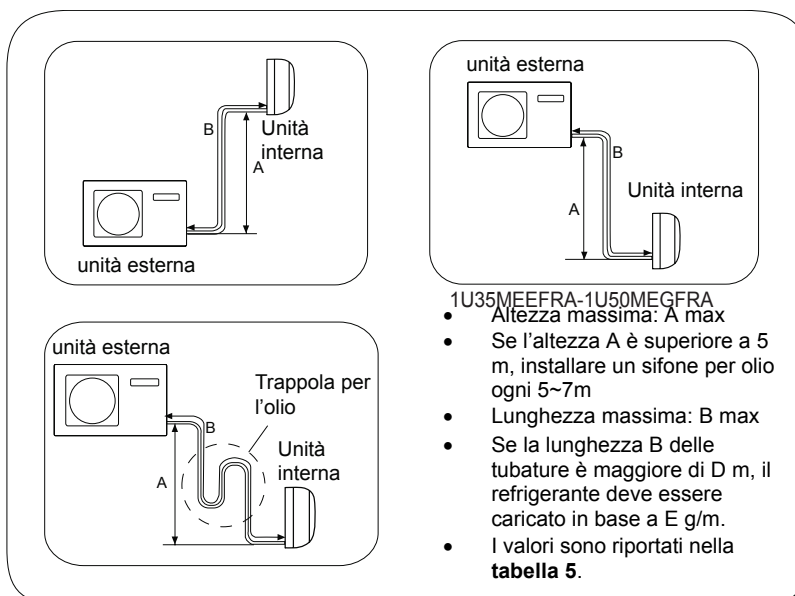 B
Unità
interna
A
unità esterna
unità esterna
B
A
Unità interna
unità esterna
Trappola per
l’olio
B
Unità
interna
A
1U35MEEFRA-1U50MEGFRA
• Altezza massima: A max
• Se l’altezza A è superiore a 5
m, installare un sifone per olio
ogni 5~7m
• Lunghezza massima: B max
• Se la lunghezza B delle
tubature è maggiore di D m, il
refrigerante deve essere
caricato in base a E g/m.
• I valori sono riportati nella
tabella 5.